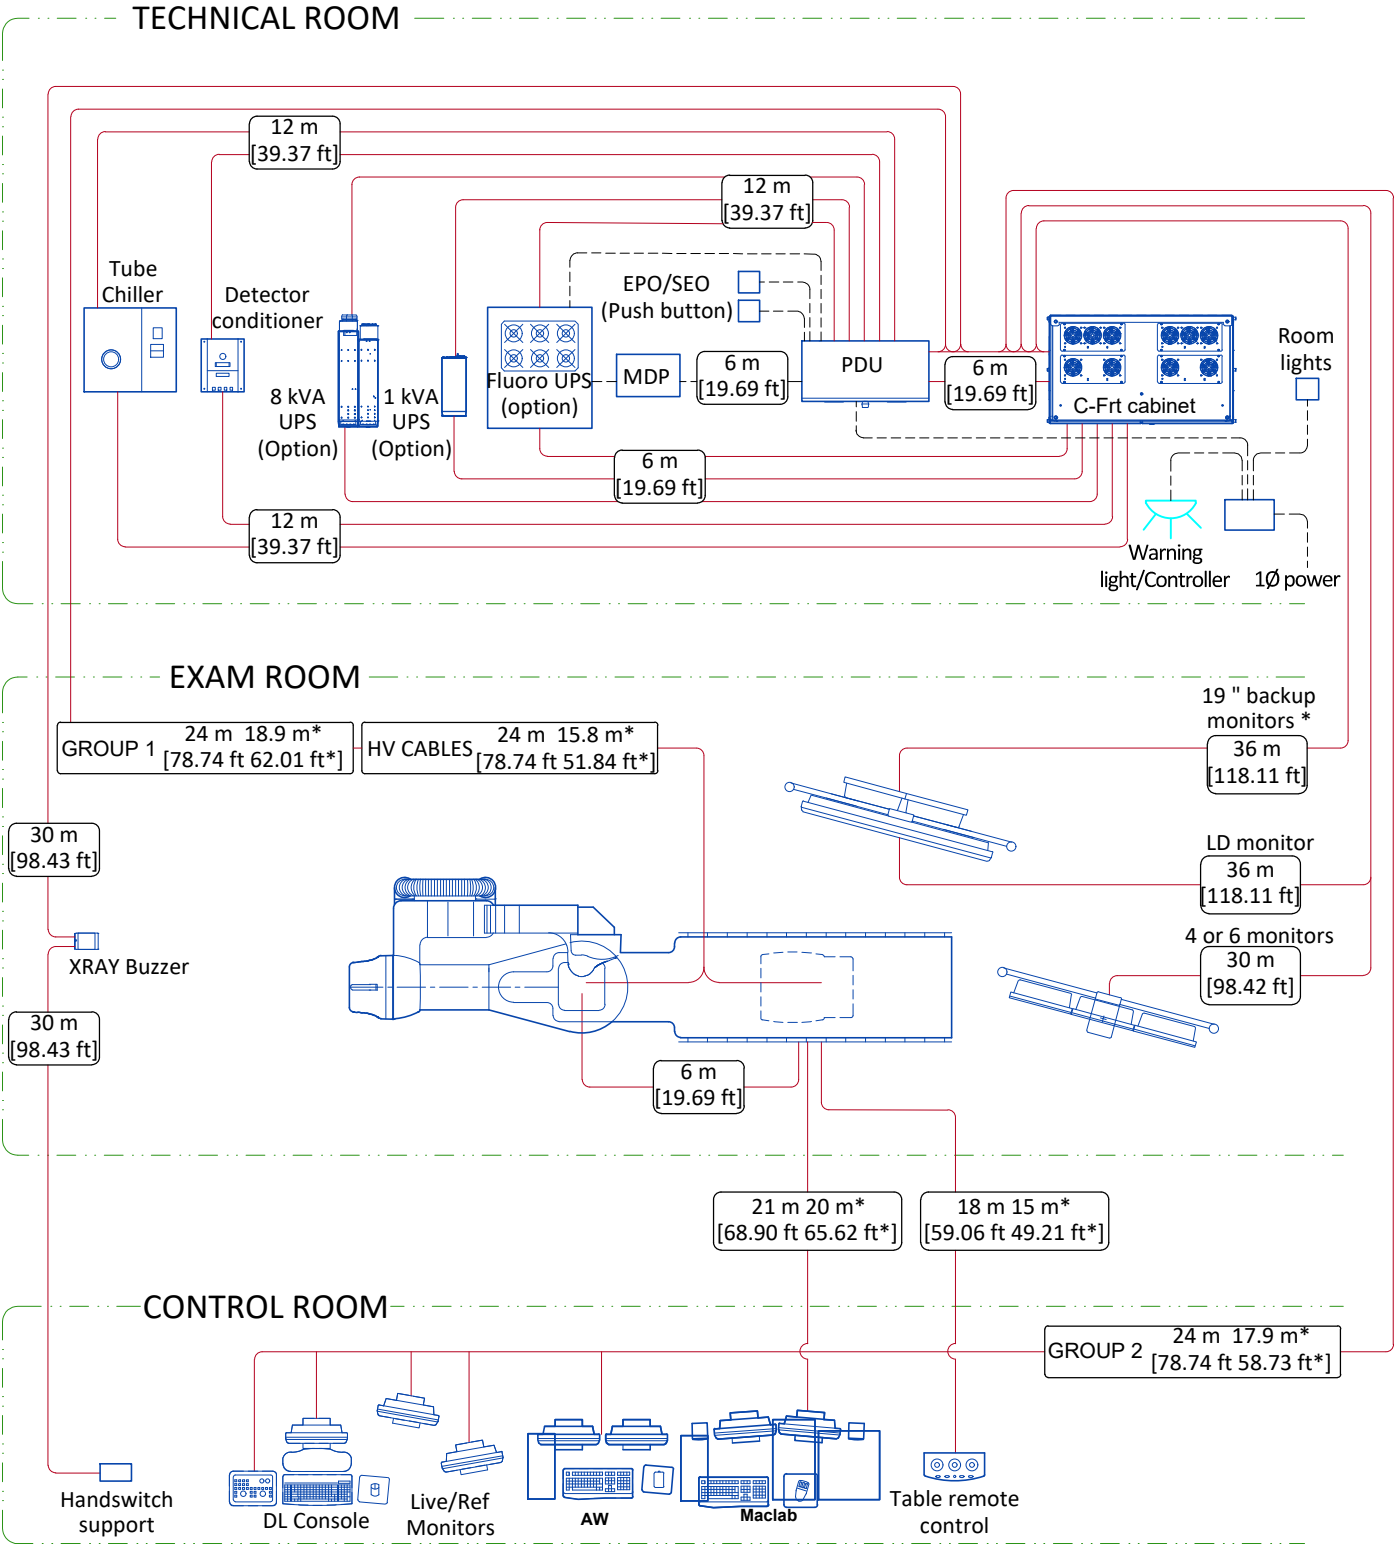 TECHNICAL ROOM
12 m
[39.37 ft]
12 m
[39.37 ft]
Tube
Chiller
Detector
conditioner
EPO/SEO
(Push button)
Room
lights
8 kVA
UPS
(Option)
1 kVA
UPS
(Option)
Fluoro UPS
(option)
MDP
6 m
[19.69 ft]
PDU
6 m
[19.69 ft]
C-Frt cabinet
6 m
[19.69 ft]
12 m
[39.37 ft]
Warning
light/Controller
1Ø power
EXAM ROOM
GROUP 1
24 m 18.9 m*
[78.74 ft 62.01 ft*]
HV CABLES
24 m 15.8 m*
[78.74 ft 51.84 ft*]
19 " backup
monitors *
36 m
[118.11 ft]
30 m
[98.43 ft]
LD monitor
36 m
[118.11 ft]
XRAY Buzzer
4 or 6 monitors
30 m
[98.42 ft]
30 m
[98.43 ft]
6 m
[19.69 ft]
21 m 20 m*
[68.90 ft 65.62 ft*]
18 m 15 m*
[59.06 ft 49.21 ft*]
CONTROL ROOM
GROUP 2
24 m 17.9 m*
[78.74 ft 58.73 ft*]
Handswitch
support
DL Console
Live/Ref
Monitors
AW
Maclab
Table remote
control